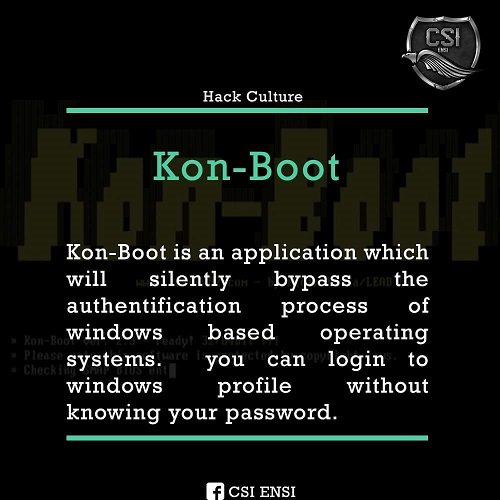 CSI
ENSI
Hack Culture
Kon-Boot
Kon-Boot is an application which
will silently bypass the
authentification process of
windows based operating
systems. you can login to
windows profile without
knowing your password.
CSI ENSI